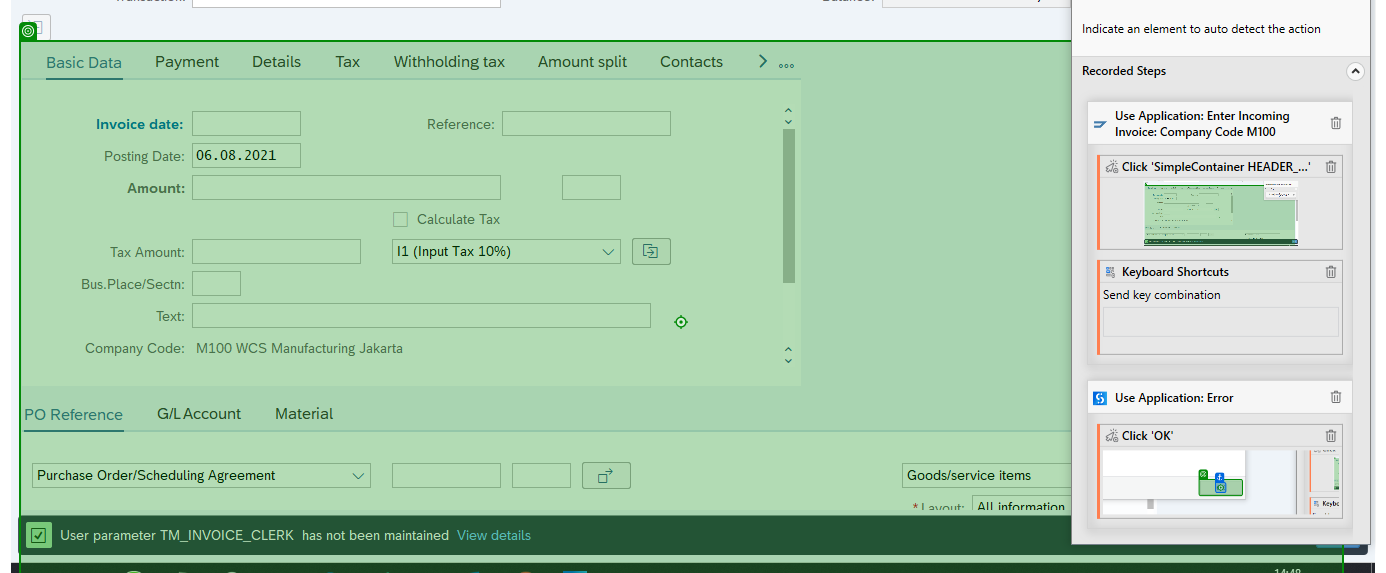 Indicate an element to auto detect the action
Recorded Steps
Basic Data Payment Details Tax Withholding tax Amount split Contacts
Use Application: Enter Incoming
Invoice: Company Code M100
Invoice date: Reference:
Posting Date: 06.08.2021
Click 'SimpleContainer HEADER_...'
Amount:
Calculate Tax
Tax Amount: I1 (Input Tax 10%)
Keyboard Shortcuts
Bus.Place/Sectn:
Send key combination
Text:
Company Code: M100 WCS Manufacturing Jakarta
Use Application: Error
PO Reference G/L Account Material
Click 'OK'
Purchase Order/Scheduling Agreement Goods/service items
* Layout: All information
Keybo
User parameter TM_INVOICE_CLERK has not been maintained View details
14:48